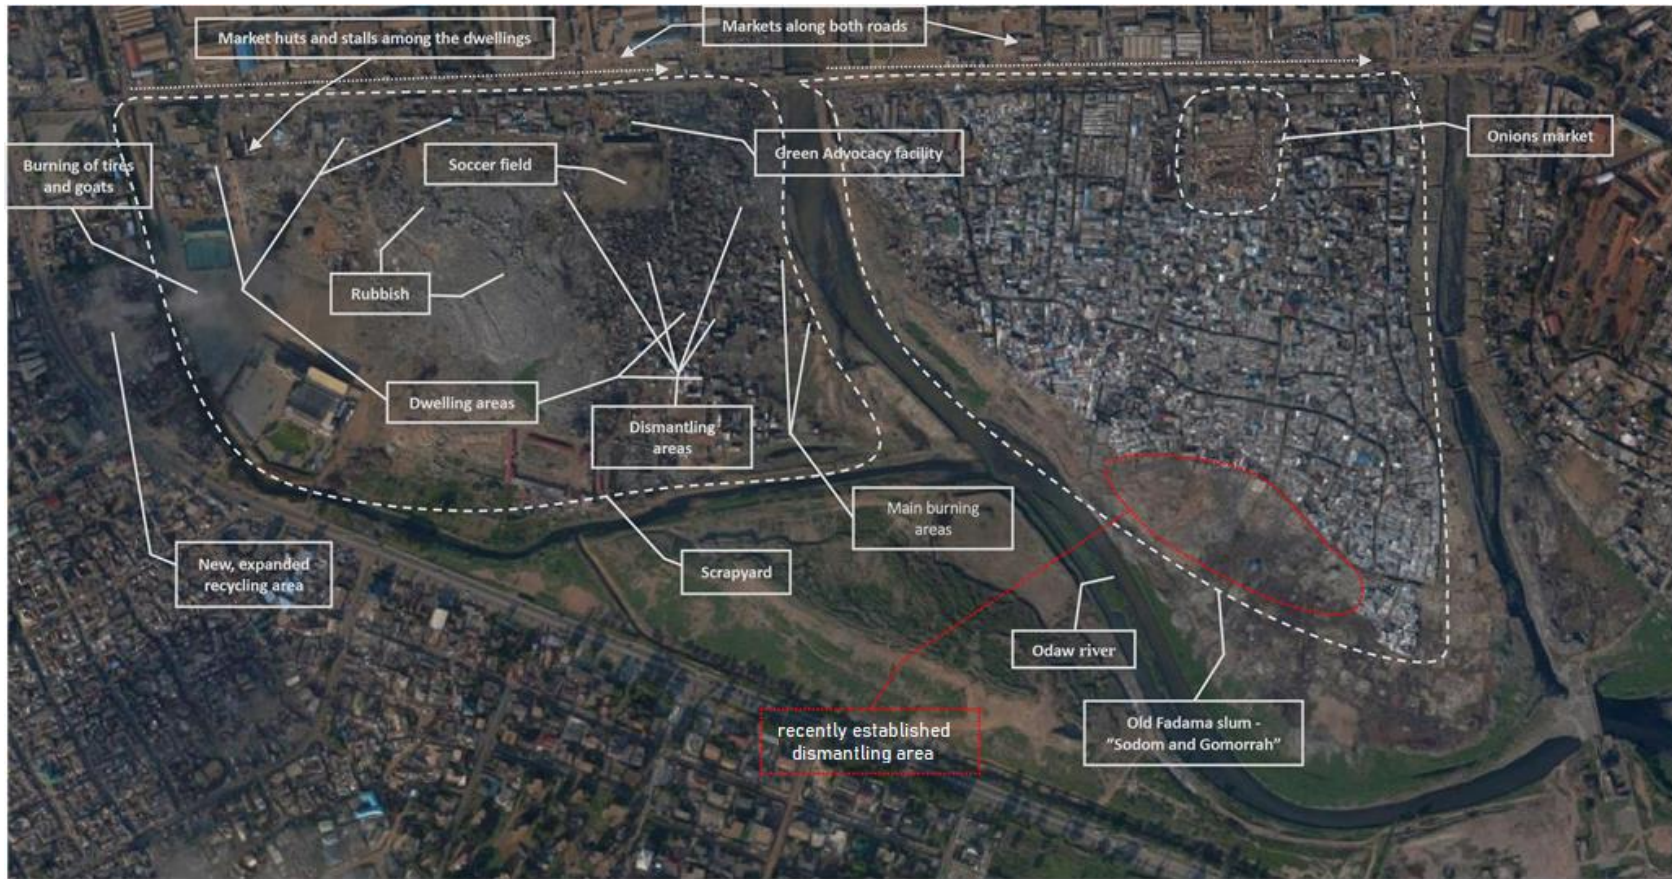 Market huts and stalls among the dwellings
Markets along both roads
Burning of tires
and goats
Soccer field
Green Advocacy facility
Onions market
Rubbish
Dwelling areas
Dismantling
areas
Main burning
areas
New, expanded
recycling area
Scrapyard
Odaw river
recently established
dismantling area
Old Fadama slum -
"Sodom and Gomorrah"